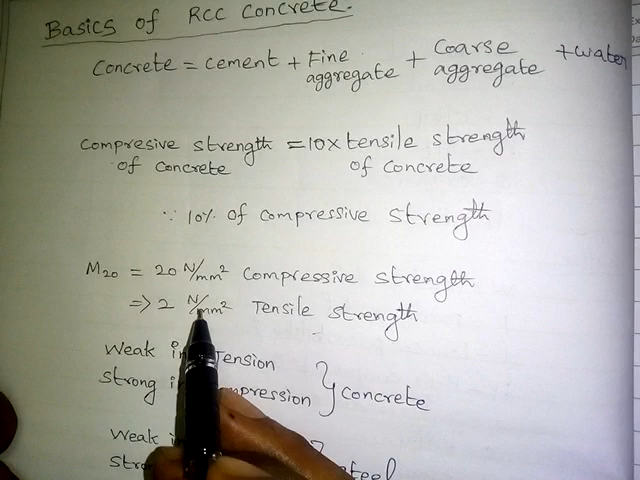 Basics of RCC Concrete.
Concrete = cement + Fine aggregate + Coarse aggregate + water
Compresive strength of concrete = 10 x tensile strength of concrete
∵ 10% of compressive strength
M20 = 20 N/mm² Compressive strength
=> 2 N/mm² Tensile strength
Weak in Tension
strong in compression } concrete
Weak
steel